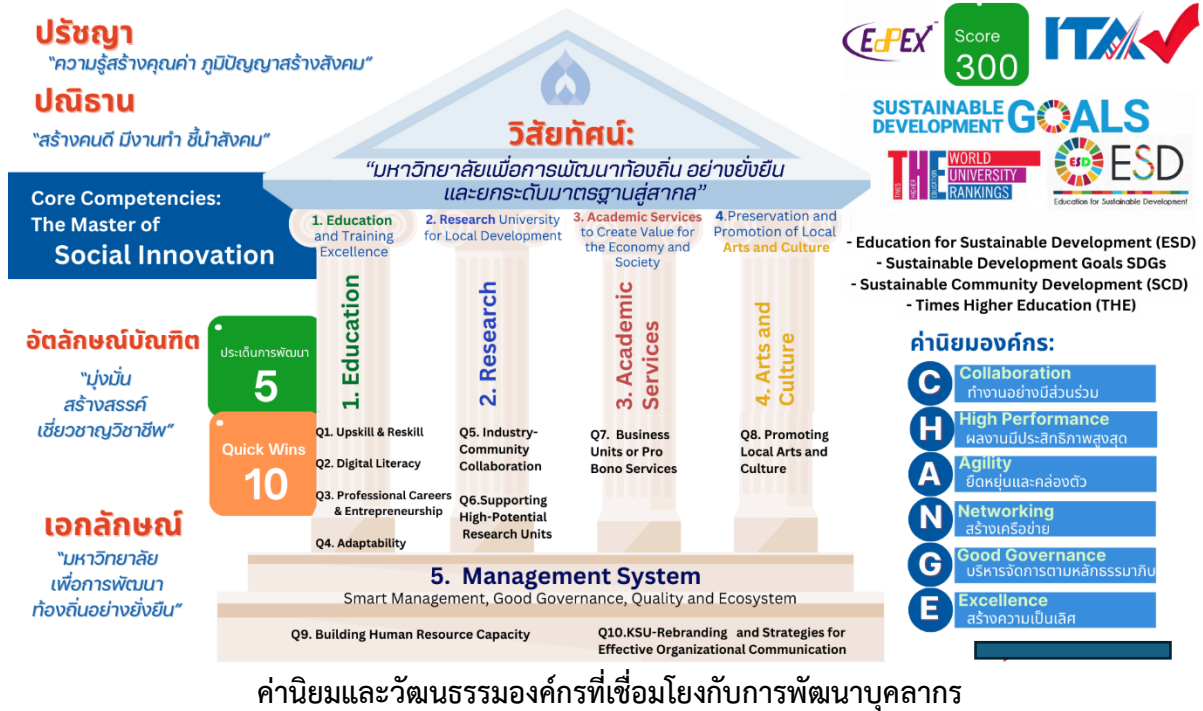 ปรัชญา
"ความรู้สร้างคุณค่า ภูมิปัญญาสร้างสังคม"
ปณิธาน
"สร้างคนดี มีงานทำ ชี้นำสังคม"
Core Competencies:
The Master of
Social Innovation
อัตลักษณ์บัณฑิต
"มุ่งมั่น
สร้างสรรค์
เชี่ยวชาญวิชาชีพ"
เอกลักษณ์
"มหาวิทยาลัย
เพื่อการพัฒนา
ท้องถิ่นอย่างยั่งยืน"
ประเด็นการพัฒนา
5
Quick Wins
10
วิสัยทัศน์:
"มหาวิทยาลัยเพื่อการพัฒนาท้องถิ่น อย่างยั่งยืน
และยกระดับมาตรฐานสู่สากล"
1. Education
and Training
Excellence
2. Research University
for Local Development
3. Academic Services
to Create Value for
the Economy and
Society
4.Preservation and
Promotion of Local
Arts and Culture
1. Education
2. Research
3. Academic
Services
4. Arts and
Culture
Q1. Upskill & Reskill
Q2. Digital Literacy
Q3. Professional Careers
& Entrepreneurship
Q4. Adaptability
Q5. Industry-
Community
Collaboration
Q6.Supporting
High-Potential
Research Units
Q7. Business
Units or Pro
Bono Services
Q8. Promoting
Local Arts and
Culture
5. Management System
Smart Management, Good Governance, Quality and Ecosystem
Q9. Building Human Resource Capacity
Q10.KSU-Rebranding and Strategies for
Effective Organizational Communication
EdPEx
Score
300
ITA
SUSTAINABLE
DEVELOPMENT GOALS
TIMES HIGHER EDUCATION
THE
WORLD
UNIVERSITY
RANKINGS
ESD
ESD
Education for Sustainable Development
- Education for Sustainable Development (ESD)
- Sustainable Development Goals SDGs
- Sustainable Community Development (SCD)
- Times Higher Education (THE)
ค่านิยมองค์กร:
C Collaboration
ทำงานอย่างมีส่วนร่วม
H High Performance
ผลงานมีประสิทธิภาพสูงสุด
A Agility
ยืดหยุ่นและคล่องตัว
N Networking
สร้างเครือข่าย
G Good Governance
บริหารจัดการตามหลักธรรมาภิบ
E Excellence
สร้างความเป็นเลิศ
ค่านิยมและวัฒนธรรมองค์กรที่เชื่อมโยงกับการพัฒนาบุคลากร